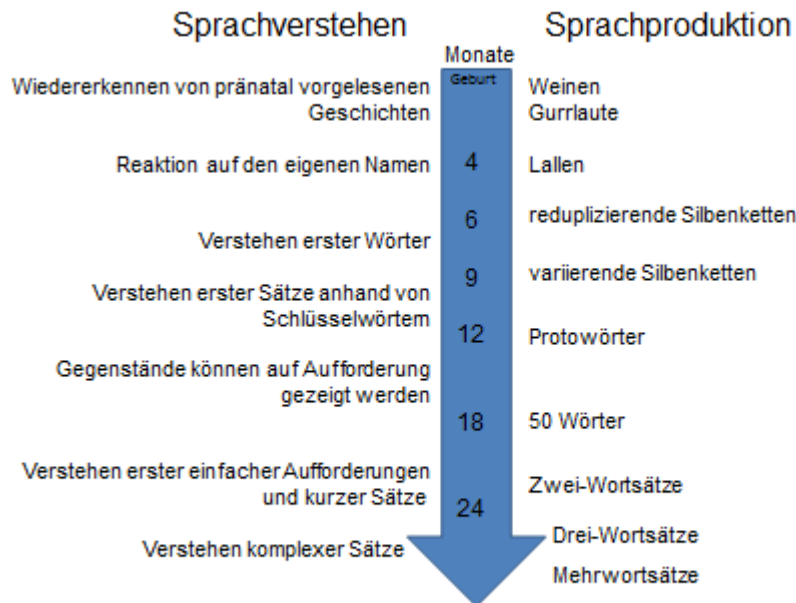 Sprachverstehen
Sprachproduktion
Monate
Geburt
Wiedererkennen von pränatal vorgelesenen
Geschichten
Weinen
Gurrlaute
Reaktion auf den eigenen Namen
4
Lallen
6
reduplizierende Silbenketten
Verstehen erster Wörter
9
variierende Silbenketten
Verstehen erster Sätze anhand von
Schlüsselwörtern
12
Protowörter
Gegenstände können auf Aufforderung
gezeigt werden
18
50 Wörter
Verstehen erster einfacher Aufforderungen
und kurzer Sätze
24
Zwei-Wortsätze
Drei-Wortsätze
Verstehen komplexer Sätze
Mehrwortsätze